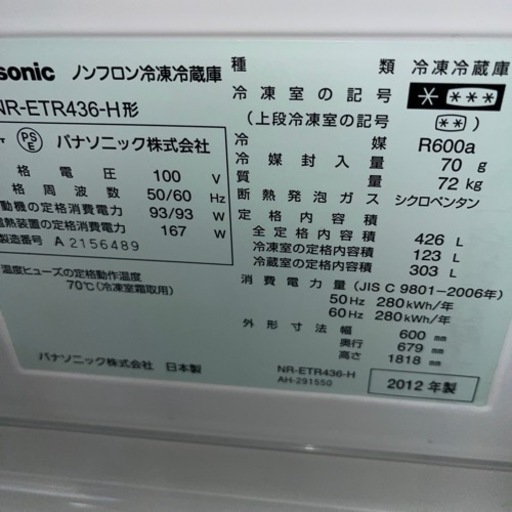 sonic ノンフロン冷凍冷蔵庫
NR-ETR436-H形
PS E パナソニック株式会社
格電圧 100 V
格周波数 50/60 Hz
動機の定格消費電力 93/93 W
熱装置の定格消費電力 167 W
製造番号 A 2156489
温度ヒューズの定格動作温度
70℃(冷凍室霜取用)
パナソニック株式会社 日本製
種類 冷凍冷蔵庫
冷凍室の記号 * ***
(上段冷凍室の記号 **)
冷媒 R600a
冷媒封入量 70 g
質量 72 kg
断熱発泡ガス シクロペンタン
定格内容積
全定格内容積 426 L
冷凍室の定格内容積 123 L
冷蔵室の定格内容積 303 L
消費電力量(JIS C 9801-2006年)
50 Hz 280 kWh/年
60 Hz 280 kWh/年
外形寸法 幅 600 mm
奥行 679 mm
高さ 1818 mm
NR-ETR436-H
AH-291550
2012 年製